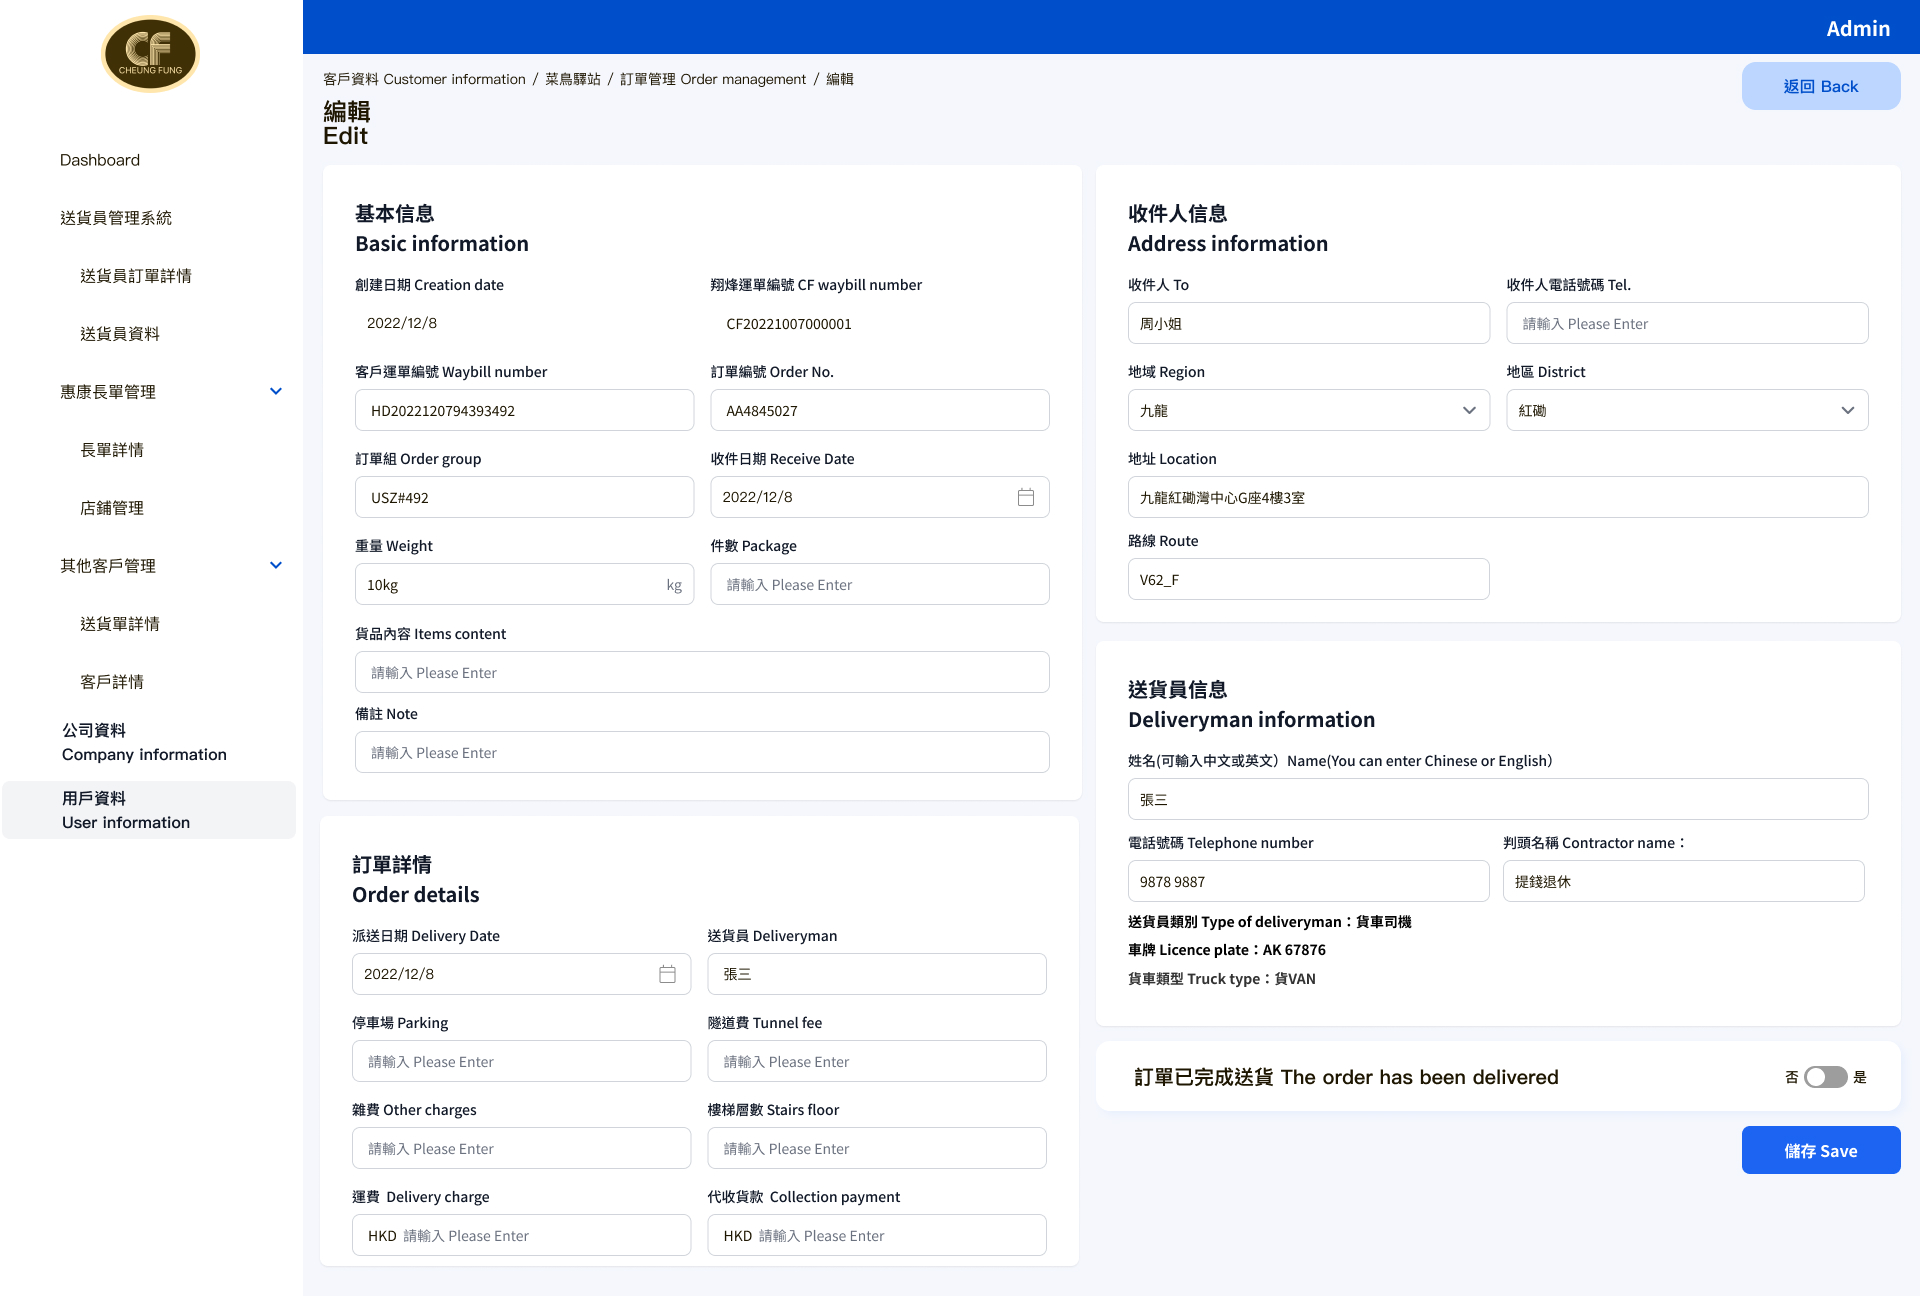 CF
CHEUNG FUNG
Dashboard
送貨員管理系統
送貨員訂單詳情
送貨員資料
惠康長單管理
長單詳情
店鋪管理
其他客戶管理
送貨單詳情
客戶詳情
公司資料
Company information
用戶資料
User information
Admin
客戶資料 Customer information / 菜鳥驛站 / 訂單管理 Order management / 編輯
返回 Back
編輯
Edit
基本信息
Basic information
創建日期 Creation date
翔烽運單編號 CF waybill number
2022/12/8
CF20221007000001
客戶運單編號 Waybill number
訂單編號 Order No.
HD2022120794393492
AA4845027
訂單組 Order group
收件日期 Receive Date
USZ#492
2022/12/8
重量 Weight
件數 Package
10kg
kg
請輸入 Please Enter
貨品內容 Items content
請輸入 Please Enter
備註 Note
請輸入 Please Enter
訂單詳情
Order details
派送日期 Delivery Date
送貨員 Deliveryman
2022/12/8
張三
停車場 Parking
隧道費 Tunnel fee
請輸入 Please Enter
請輸入 Please Enter
雜費 Other charges
樓梯層數 Stairs floor
請輸入 Please Enter
請輸入 Please Enter
運費 Delivery charge
代收貨款 Collection payment
HKD 請輸入 Please Enter
HKD 請輸入 Please Enter
收件人信息
Address information
收件人 To
收件人電話號碼 Tel.
周小姐
請輸入 Please Enter
地域 Region
地區 District
九龍
紅磡
地址 Location
九龍紅磡灣中心G座4樓3室
路線 Route
V62_F
送貨員信息
Deliveryman information
姓名(可輸入中文或英文）Name(You can enter Chinese or English）
張三
電話號碼 Telephone number
判頭名稱 Contractor name：
9878 9887
提錢退休
送貨員類別 Type of deliveryman：貨車司機
車牌 Licence plate：AK 67876
貨車類型 Truck type：貨VAN
訂單已完成送貨 The order has been delivered
否
是
儲存 Save